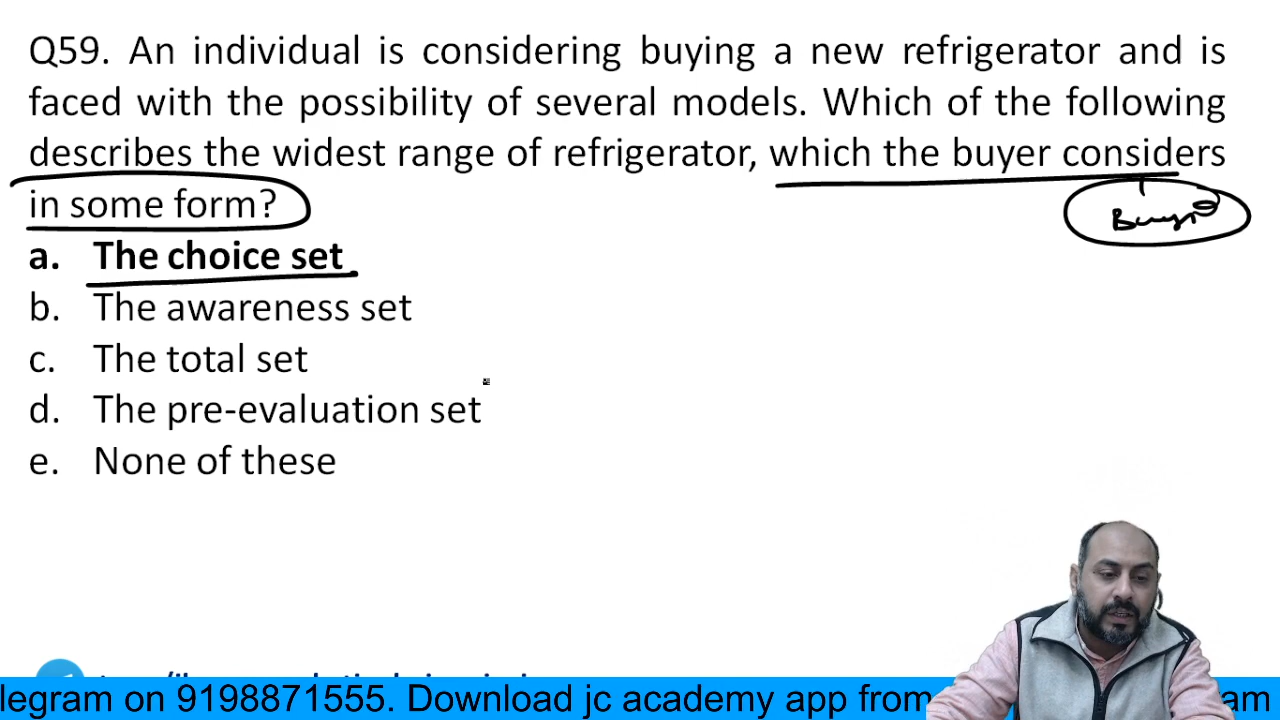 Q59. An individual is considering buying a new refrigerator and is
faced with the possibility of several models. Which of the following
describes the widest range of refrigerator, which the buyer considers
in some form?
a. The choice set
b. The awareness set
c. The total set
d. The pre-evaluation set
e. None of these
legram on 9198871555. Download jc academy app from am